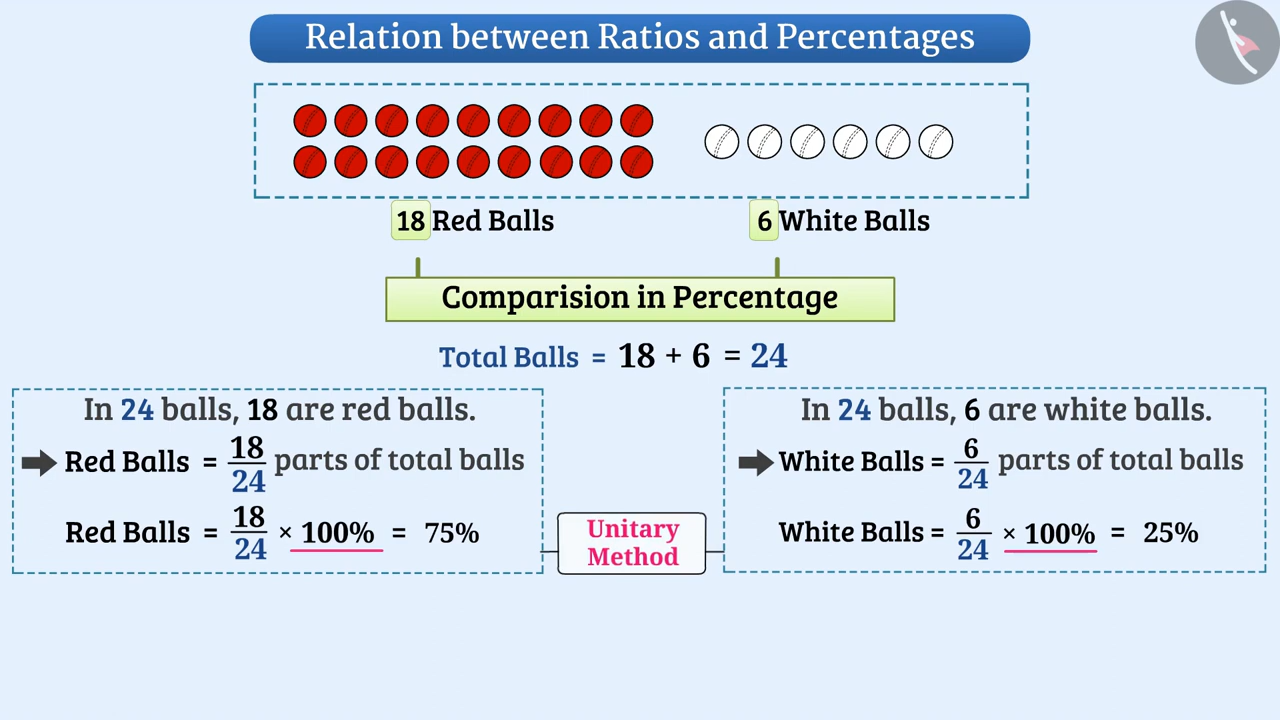 Relation between Ratios and Percentages
18 Red Balls
6 White Balls
Comparision in Percentage
Total Balls = 18 + 6 = 24
In 24 balls, 18 are red balls.
Red Balls = 18/24 parts of total balls
Red Balls = 18/24 × 100% = 75%
Unitary
Method
In 24 balls, 6 are white balls.
White Balls = 6/24 parts of total balls
White Balls = 6/24 × 100% = 25%